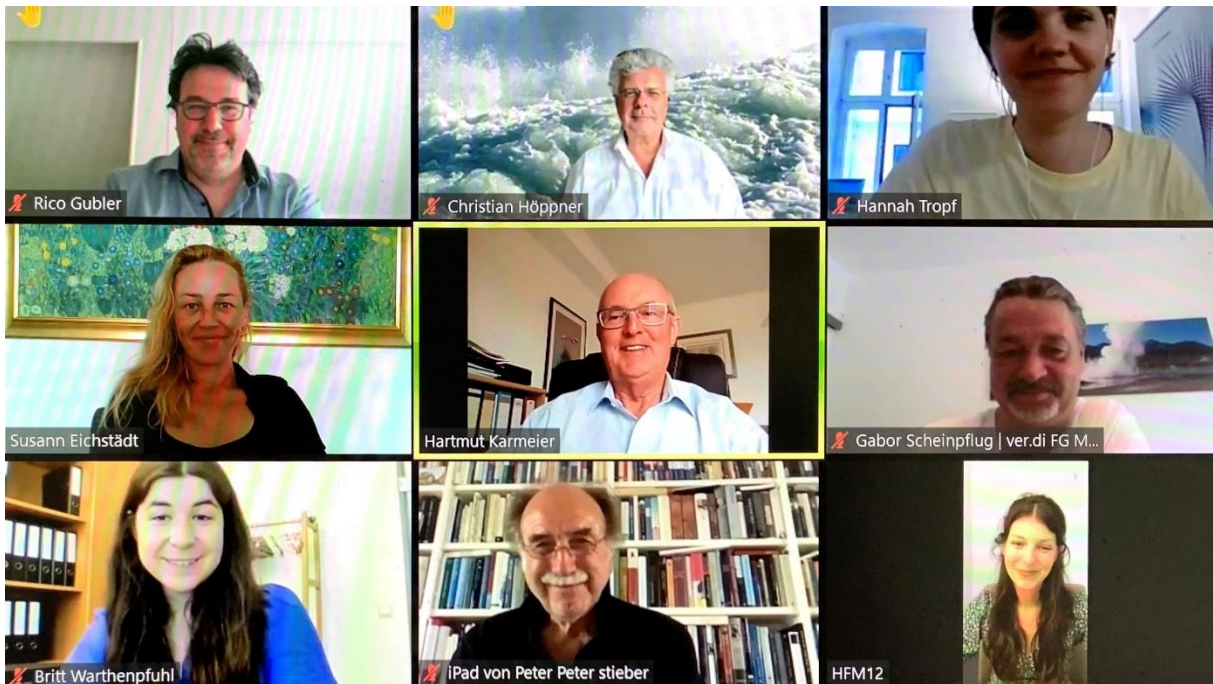 Rico Gubler
Christian Höppner
Hannah Tropf
Susann Eichstädt
Hartmut Karmeier
Gabor Scheinpflug | ver.di FG M...
Britt Warthenpfuhl
iPad von Peter Peter stieber
HFM12